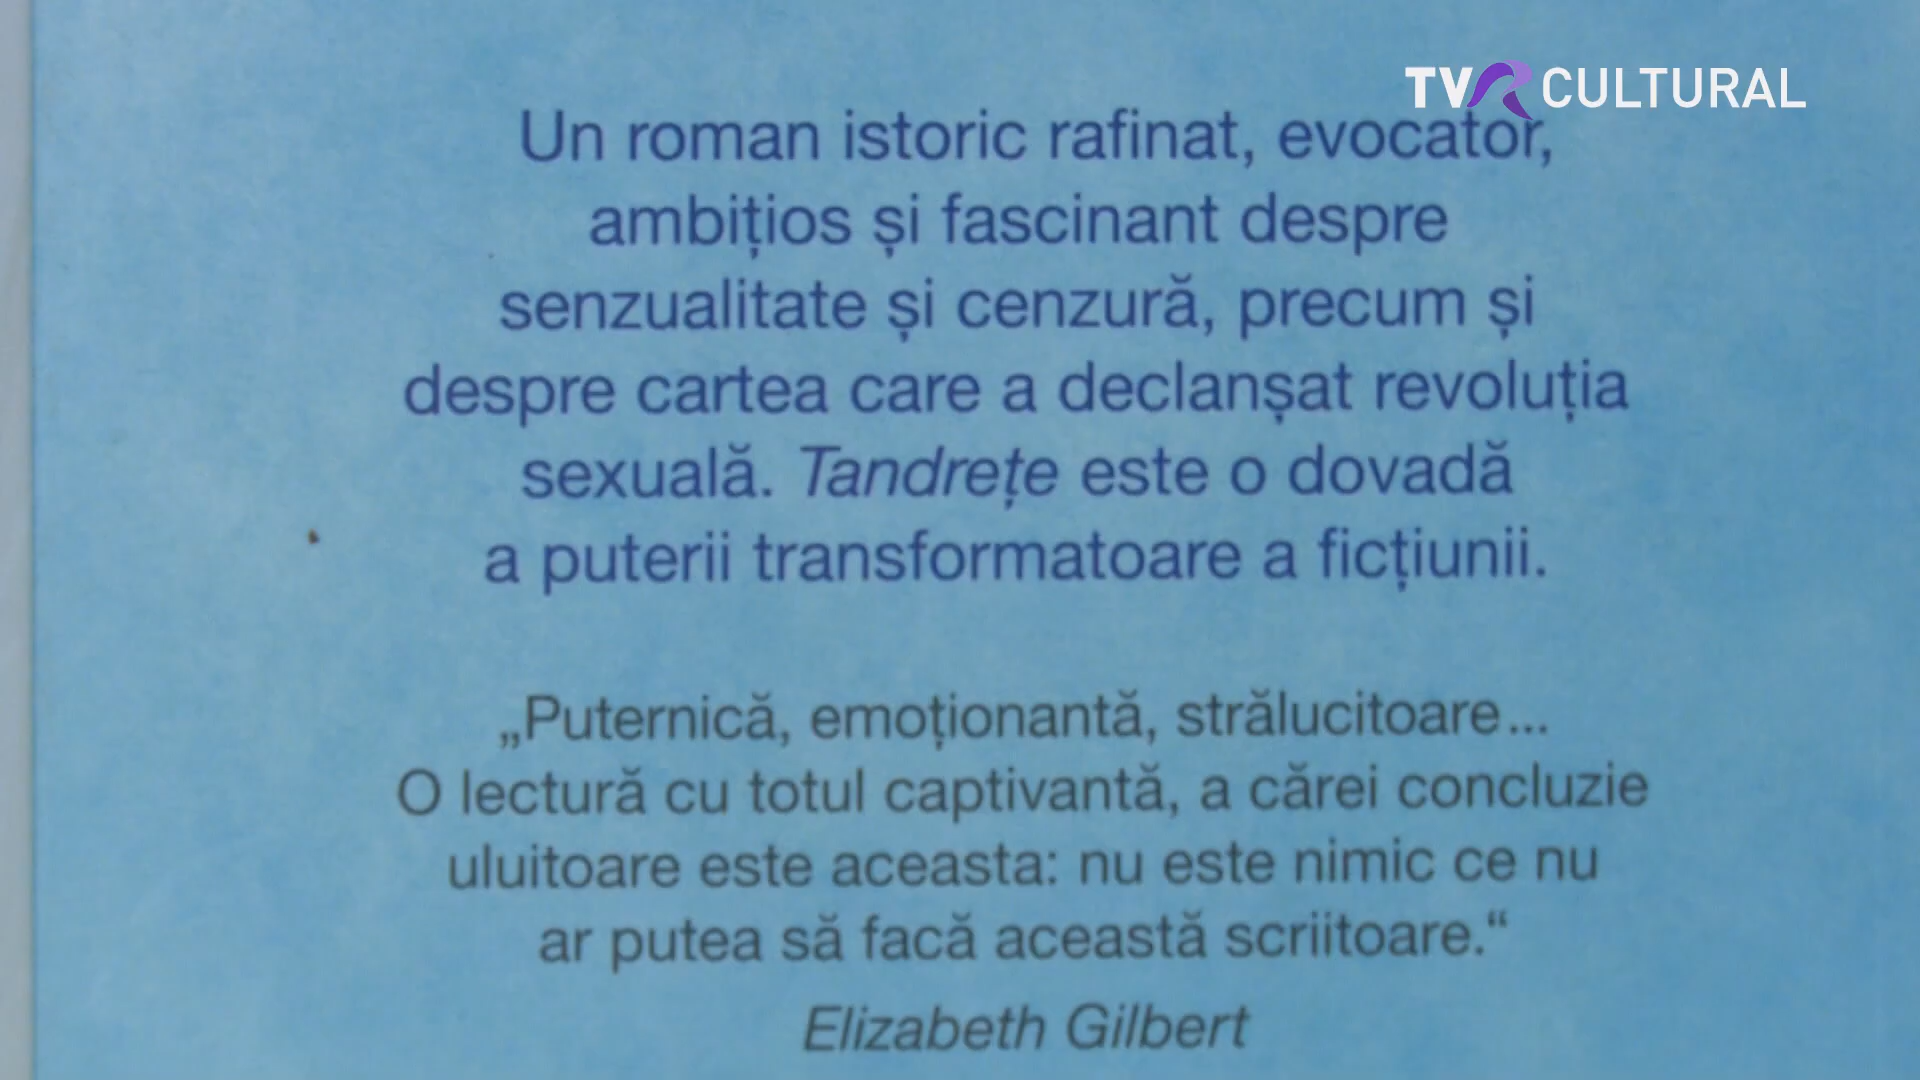 TVR CULTURAL
Un roman istoric rafinat, evocator,
ambițios și fascinant despre
senzualitate și cenzură, precum și
despre cartea care a declanșat revoluția
sexuală. Tandrețe este o dovadă
a puterii transformatoare a ficțiunii.
„Puternică, emoționantă, strălucitoare...
O lectură cu totul captivantă, a cărei concluzie
uluitoare este aceasta: nu este nimic ce nu
ar putea să facă această scriitoare.“
Elizabeth Gilbert